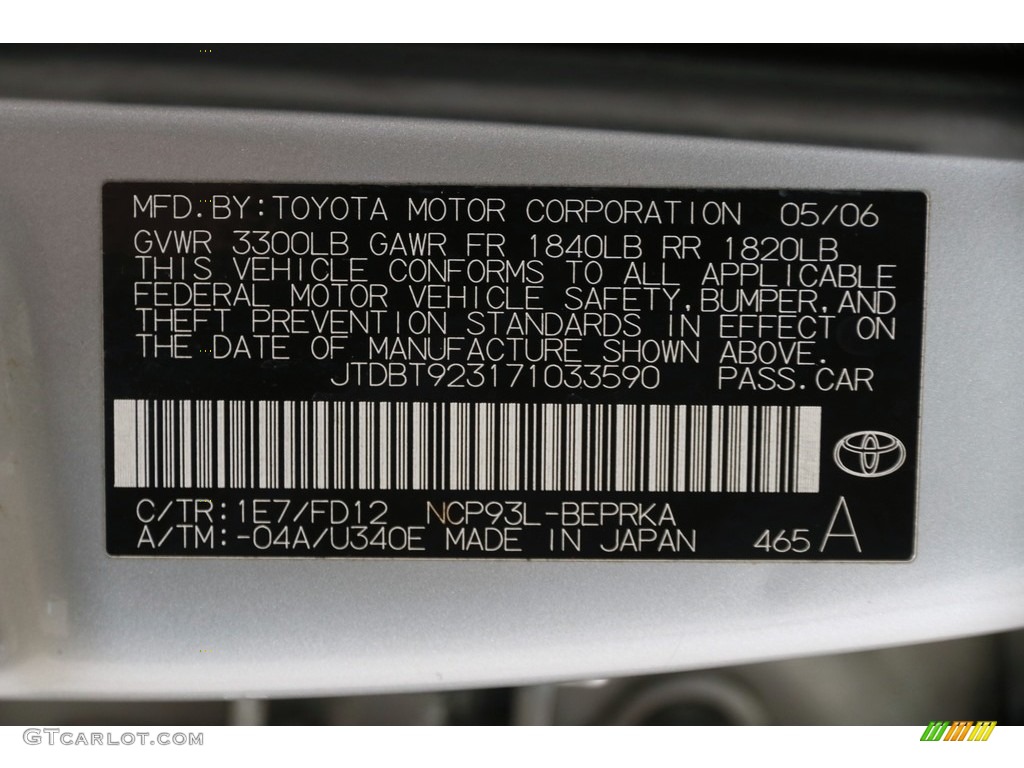 MFD.BY:TOYOTA MOTOR CORPORATION 05/06
GVWR 3300LB GAWR FR 1840LB RR 1820LB
THIS VEHICLE CONFORMS TO ALL APPLICABLE
FEDERAL MOTOR VEHICLE SAFETY,BUMPER,AND
THEFT PREVENTION STANDARDS IN EFFECT ON
THE DATE OF MANUFACTURE SHOWN ABOVE.
JTDBT923171033590 PASS.CAR
C/TR:1E7/FD12 NCP93L-BEPRKA
A/TM:-04A/U340E MADE IN JAPAN 465 A
GTCarlot.com